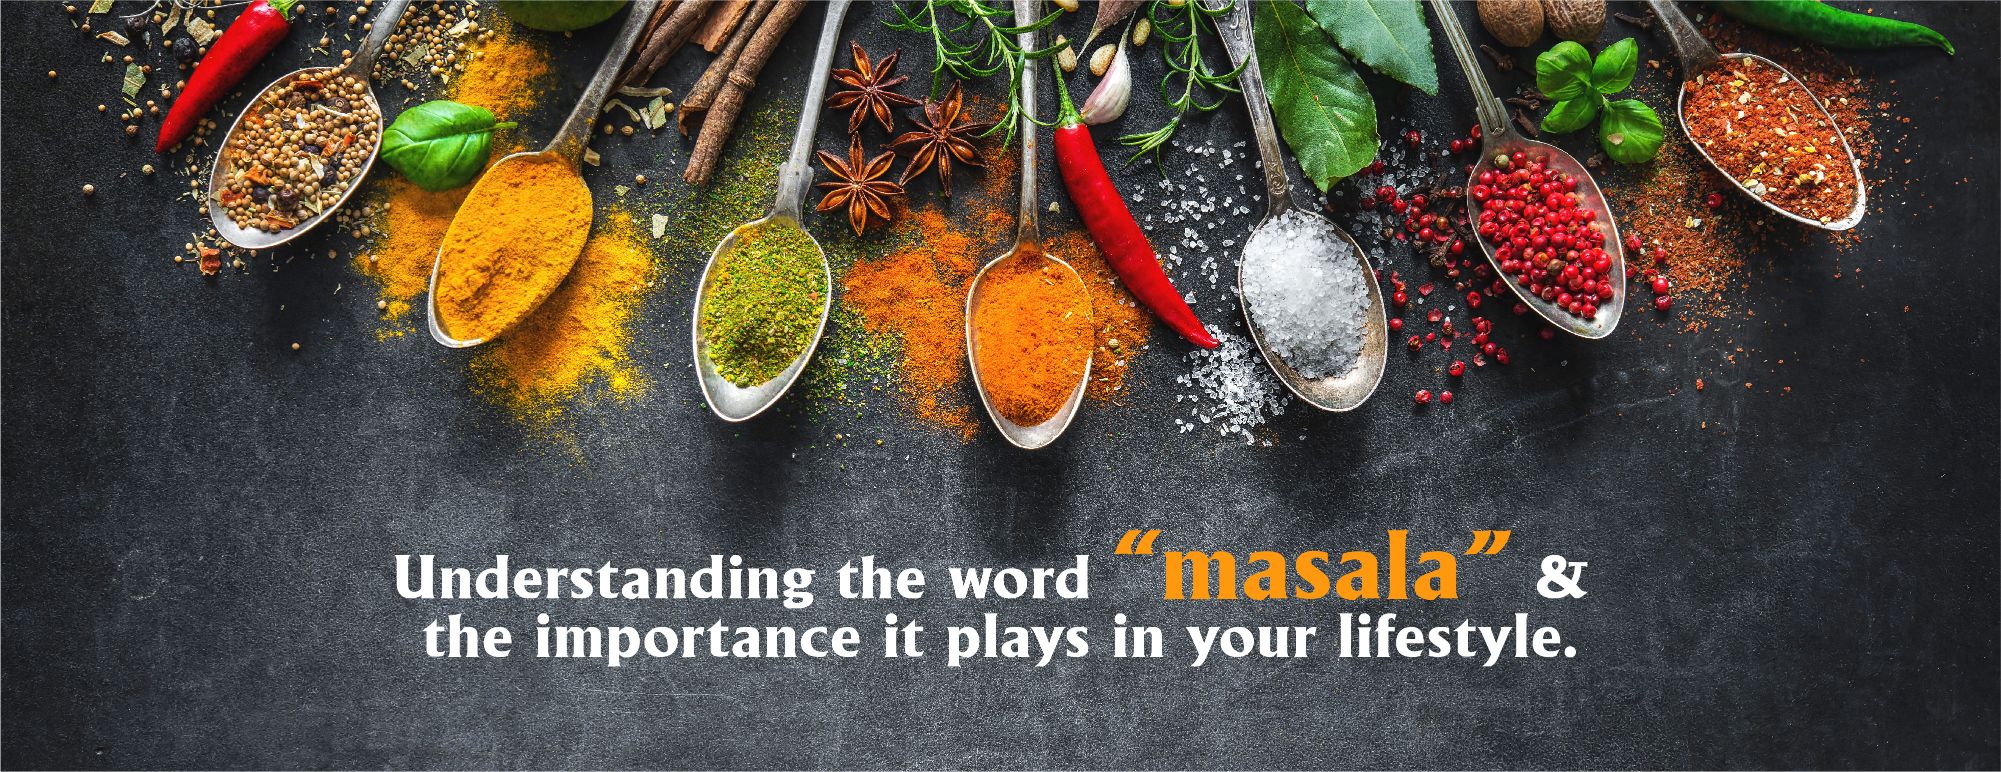 Understanding the word “masala” &
the importance it plays in your lifestyle.